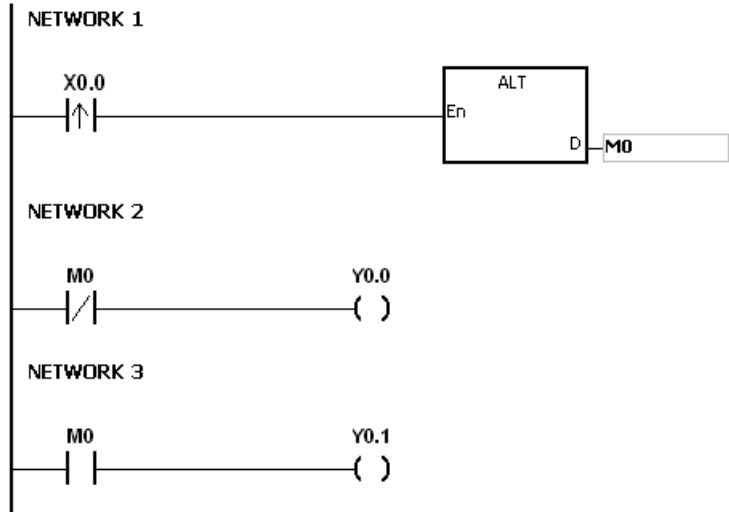 NETWORK 1
X0.0
ALT
En
D
M0
NETWORK 2
M0 Y0.0
NETWORK 3
M0 Y0.1